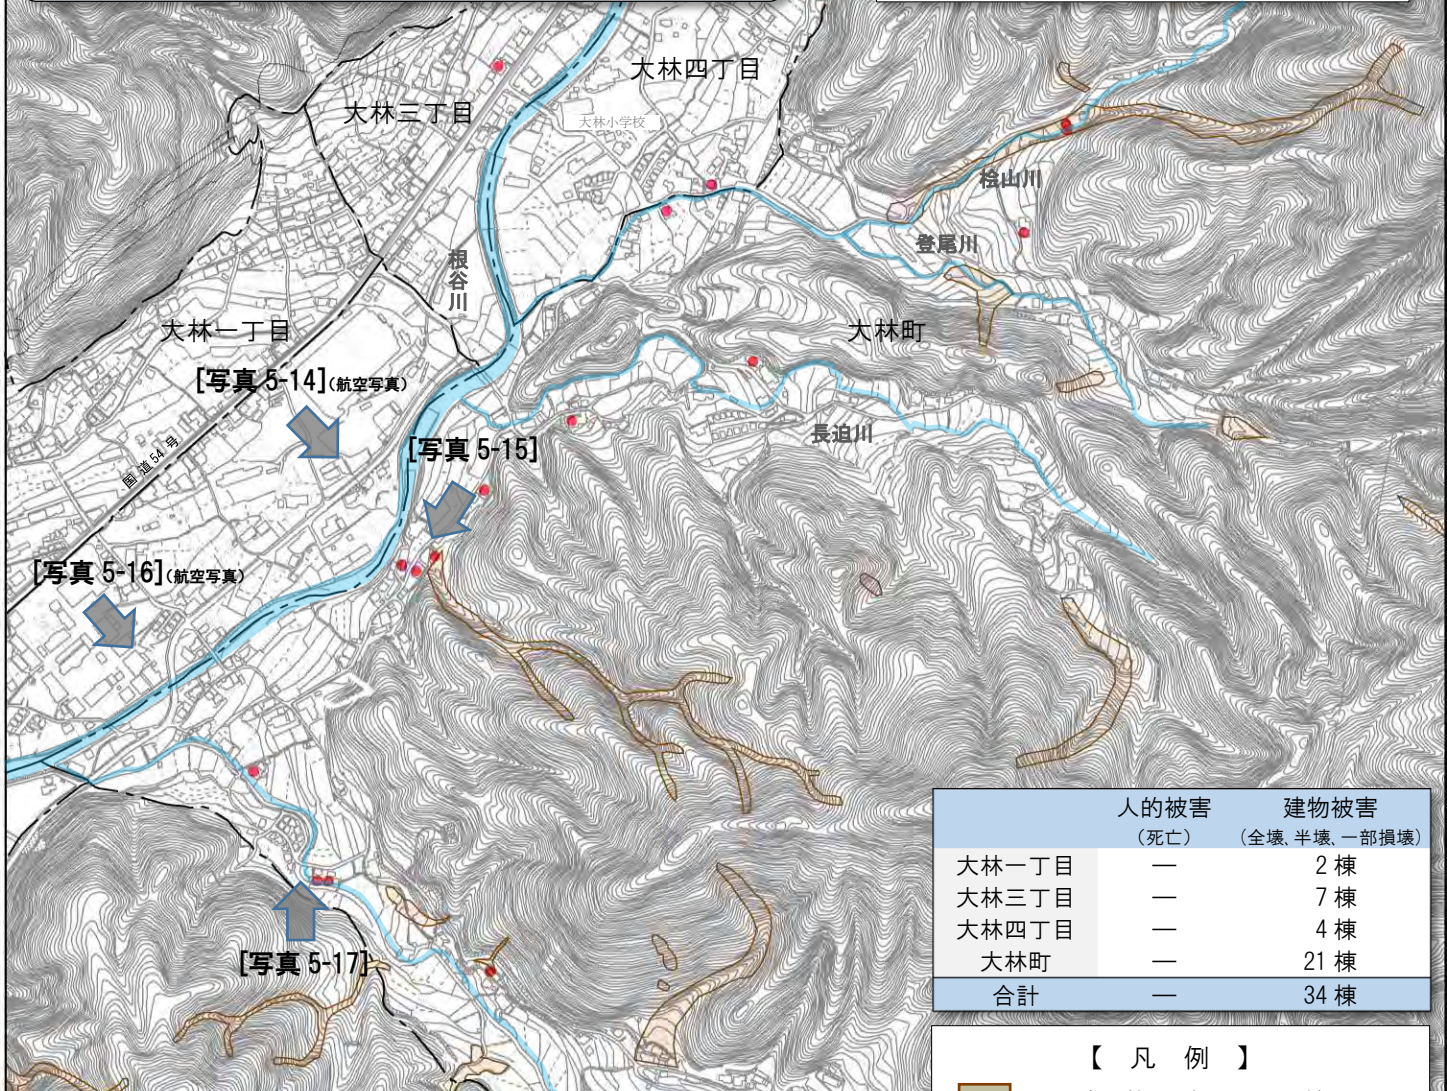 大林四丁目
大林三丁目
大林小学校
桧山川
登尾川
根谷川
大林一丁目
大林町
[写真 5-14](航空写真)
長迫川
国道54号
[写真 5-15]
[写真 5-16](航空写真)
[写真 5-17]
人的被害 建物被害
(死亡) (全壊、半壊、一部損壊)
大林一丁目 ― 2 棟
大林三丁目 ― 7 棟
大林四丁目 ― 4 棟
大林町 ― 21 棟
合計 ― 34 棟
【 凡 例 】